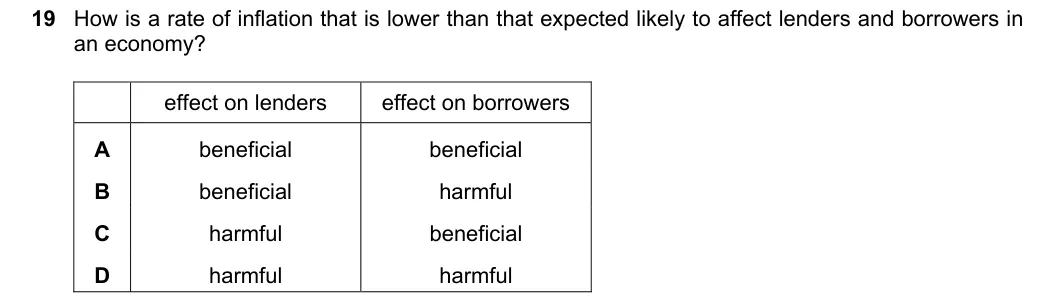 19 How is a rate of inflation that is lower than that expected likely to affect lenders and borrowers in
an economy?
effect on lenders effect on borrowers
A beneficial beneficial
B beneficial harmful
C harmful beneficial
D harmful harmful